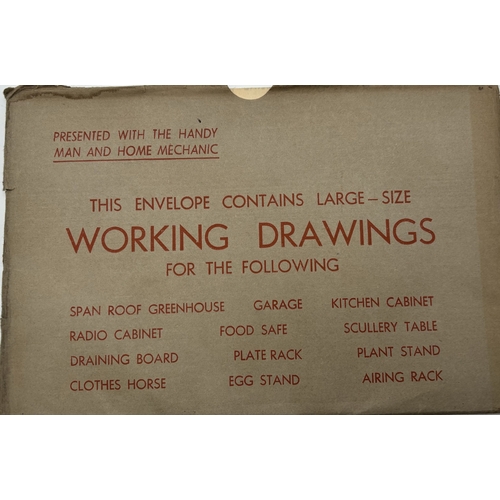 PRESENTED WITH THE HANDY
MAN AND HOME MECHANIC
THIS ENVELOPE CONTAINS LARGE-SIZE
WORKING DRAWINGS
FOR THE FOLLOWING
SPAN ROOF GREENHOUSE GARAGE KITCHEN CABINET
RADIO CABINET FOOD SAFE SCULLERY TABLE
DRAINING BOARD PLATE RACK PLANT STAND
CLOTHES HORSE EGG STAND AIRING RACK